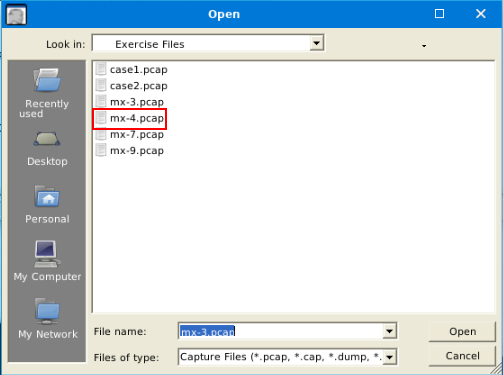 Open
Look in: Exercise Files
case1.pcap
case2.pcap
mx-3.pcap
mx-4.pcap
mx-7.pcap
mx-9.pcap
Recently
used
Desktop
Personal
My Computer
My Network
File name: mx-3.pcap Open
Files of type: Capture Files (*.pcap, *.cap, *.dump, *. Cancel